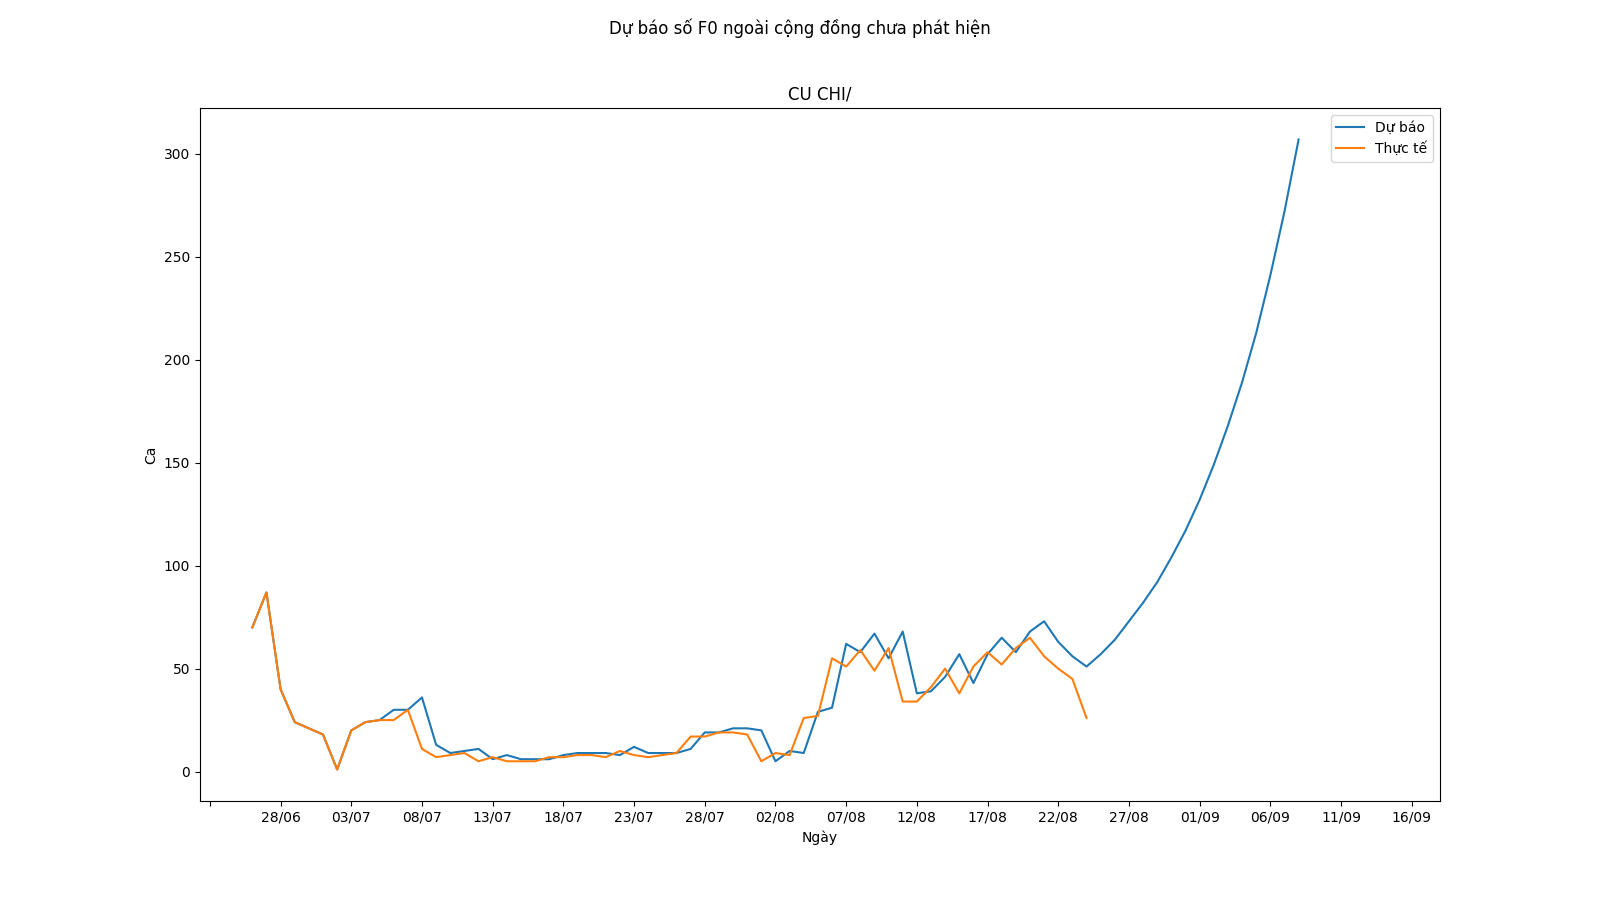 Dự báo số F0 ngoài cộng đồng chưa phát hiện
CU CHI/
Dự báo
Thực tế
300
250
200
150
100
50
0
Ca
28/06 03/07 08/07 13/07 18/07 23/07 28/07 02/08 07/08 12/08 17/08 22/08 27/08 01/09 06/09 11/09 16/09
Ngày